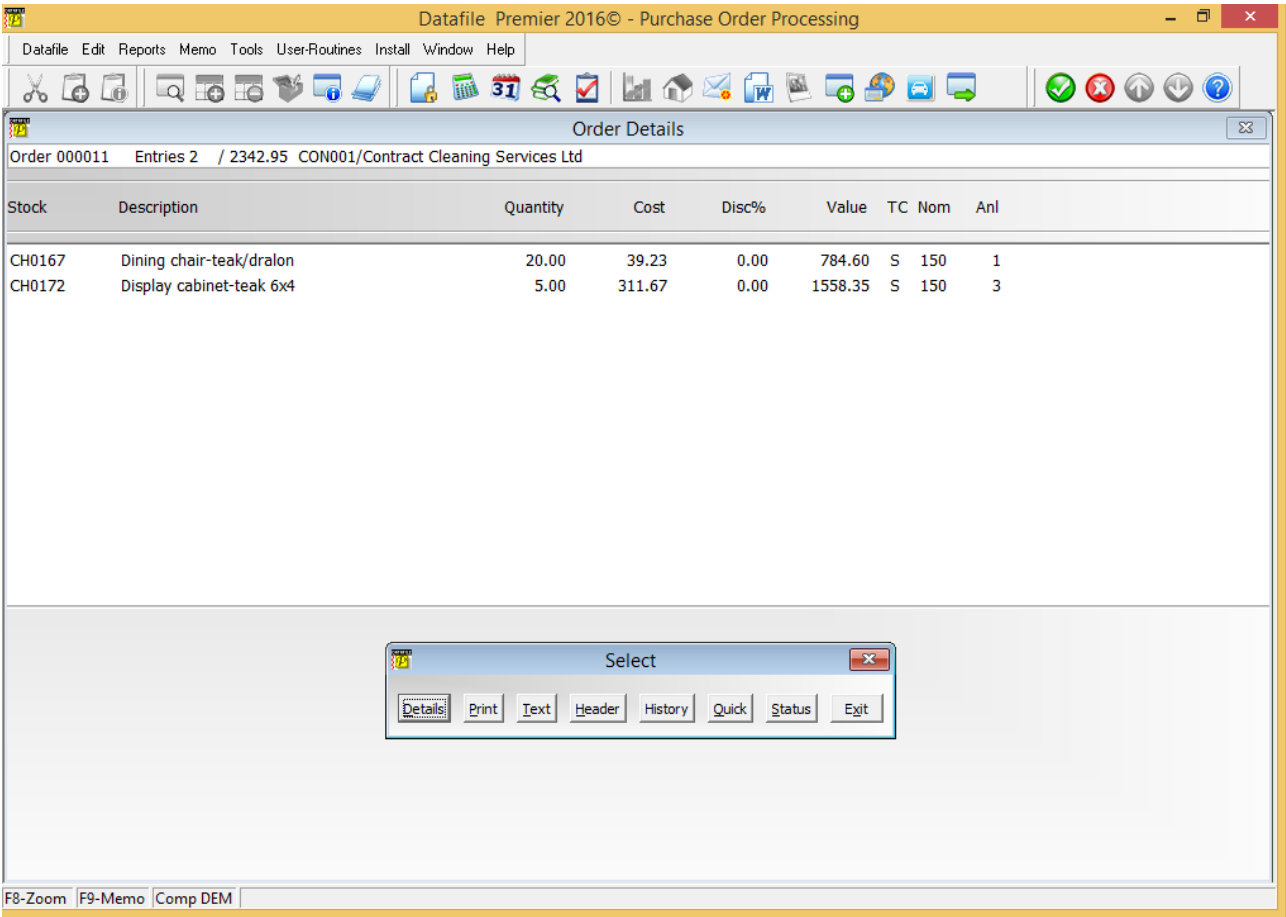 Datafile Premier 2016© - Purchase Order Processing
Datafile Edit Reports Memo Tools User-Routines Install Window Help
31 W ?
Order Details
Order 000011 Entries 2 / 2342.95 CON001/Contract Cleaning Services Ltd
Stock Description Quantity Cost Disc% Value TC Nom Anl
CH0167 Dining chair-teak/dralon 20.00 39.23 0.00 784.60 S 150 1
CH0172 Display cabinet-teak 6x4 5.00 311.67 0.00 1558.35 S 150 3
Select
Details Print Text Header History Quick Status Exit
F8-Zoom F9-Memo Comp DEM